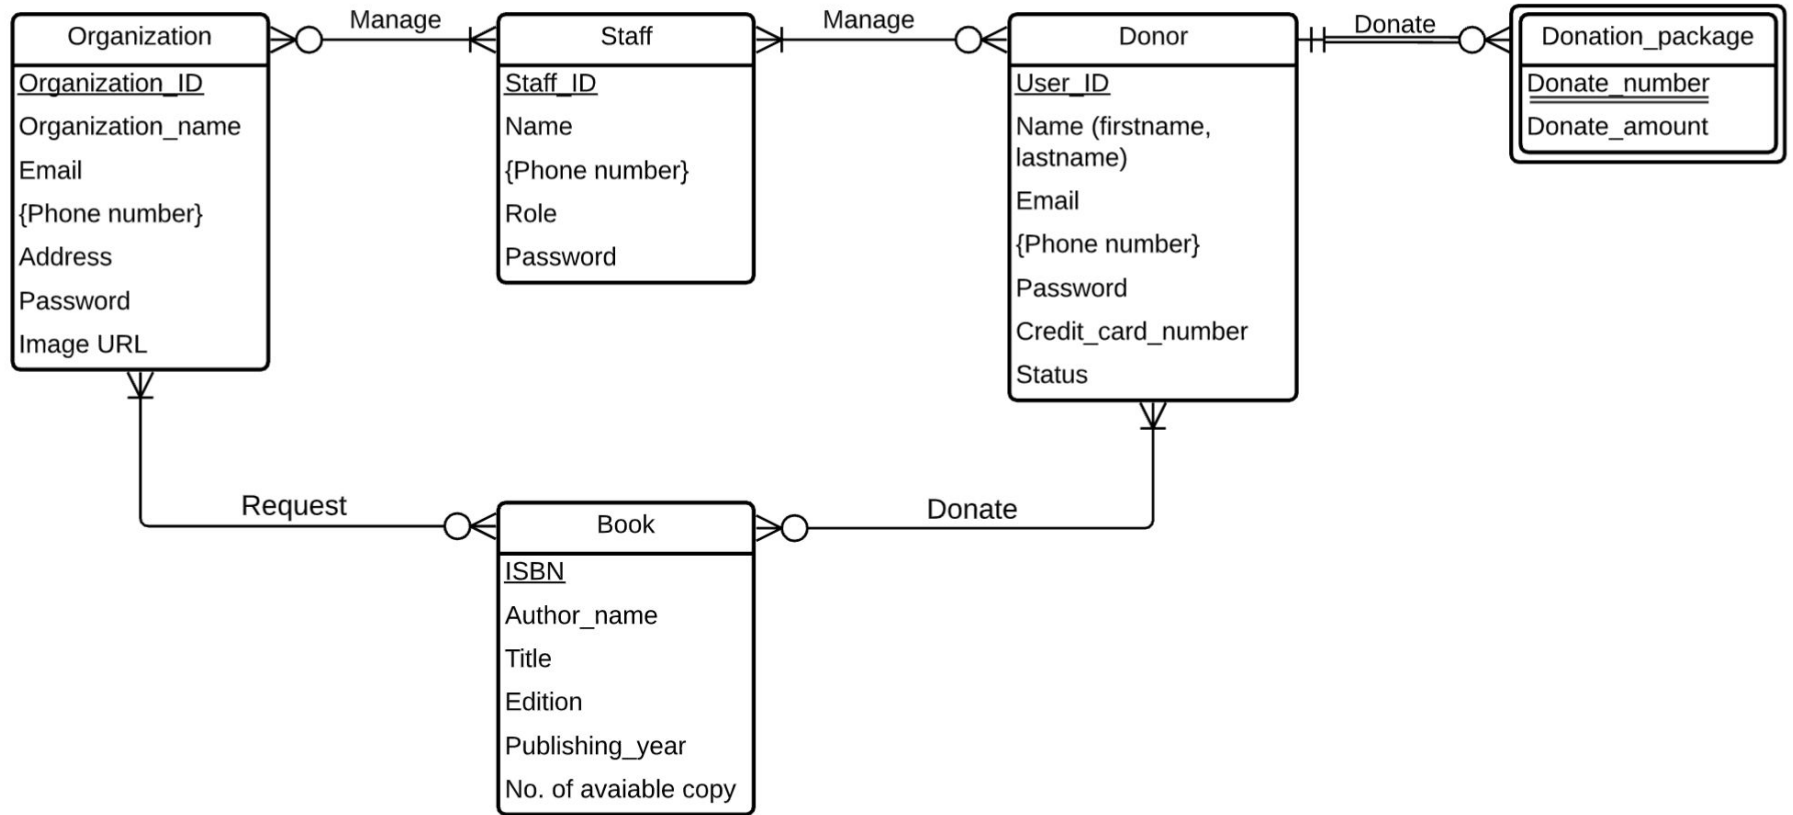 Organization
Organization_ID
Organization_name
Email
{Phone number}
Address
Password
Image URL
Manage
Staff
Staff_ID
Name
{Phone number}
Role
Password
Manage
Donor
User_ID
Name (firstname,
lastname)
Email
{Phone number}
Password
Credit_card_number
Status
Donate
Donation_package
Donate_number
Donate_amount
Request
Donate
Book
ISBN
Author_name
Title
Edition
Publishing_year
No. of avaiable copy